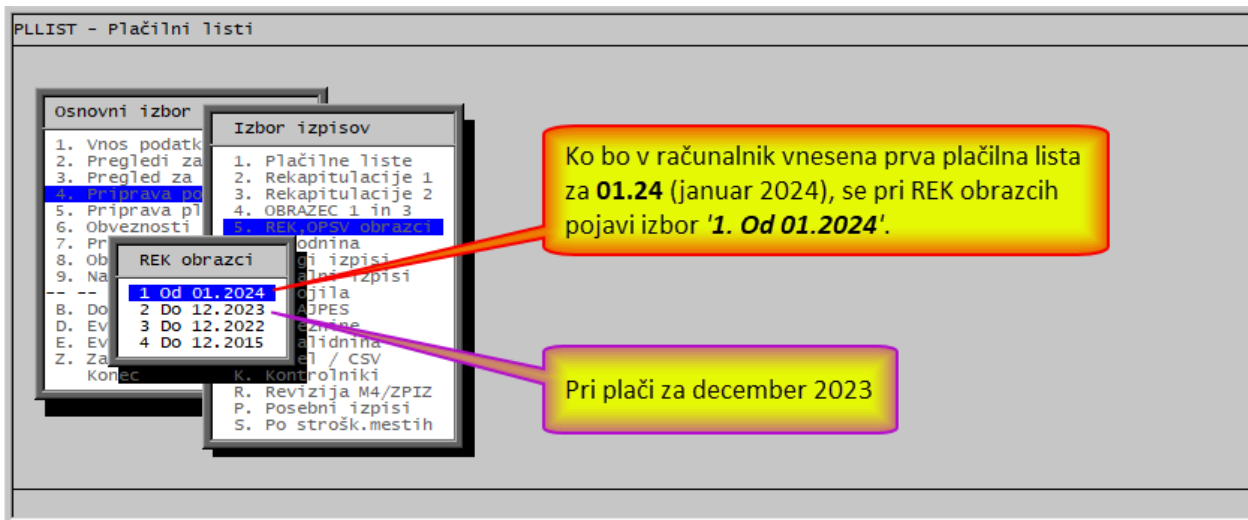 PLLIST - Plačilni listi
Osnovni izbor
1. Vnos podatk
2. Pregledi za
3. Pregled za
4. Priprava po
5. Priprava pl
6. Obveznosti
7. Pr
8. Ob
9. Na
-- --
B. Do
D. Ev
E. Ev
Z. Za
Konec
Izbor izpisov
1. Plačilne liste
2. Rekapitulacije 1
3. Rekapitulacije 2
4. OBRAZEC 1 in 3
5. REK,OPSV obrazci
odnina
gi izpisi
alni izpisi
ojila
AJPES
eznine
alidnina
el / CSV
K. Kontrolniki
R. Revizija M4/ZPIZ
P. Posebni izpisi
S. Po strošk.mestih
REK obrazci
1 Od 01.2024
2 Do 12.2023
3 Do 12.2022
4 Do 12.2015
Ko bo v računalnik vnesena prva plačilna lista
za 01.24 (januar 2024), se pri REK obrazcih
pojavi izbor '1. Od 01.2024'.
Pri plači za december 2023